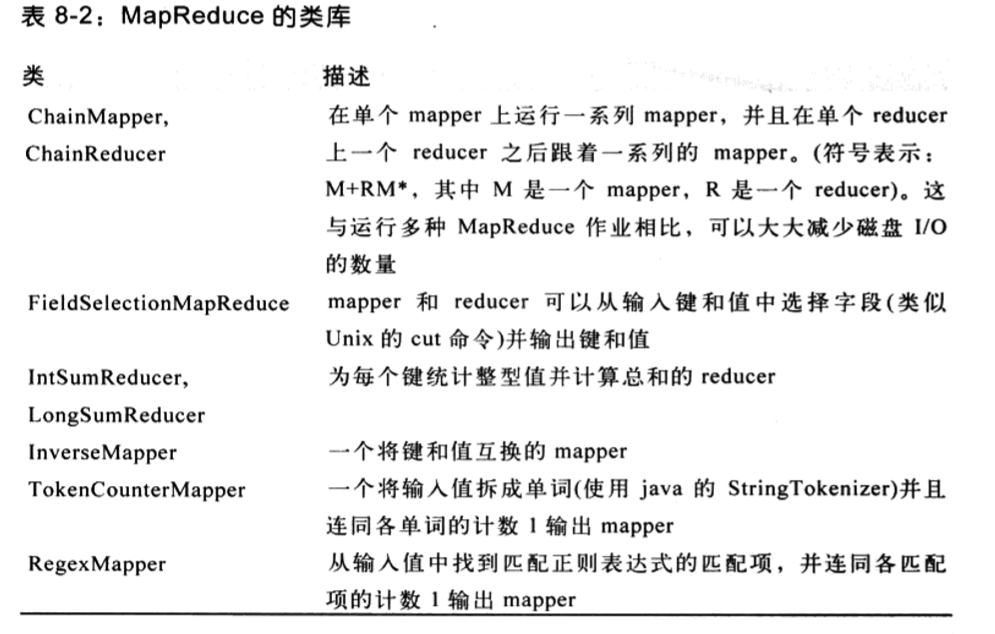 表 8-2：MapReduce 的类库
类 描述
ChainMapper, 在单个 mapper 上运行一系列 mapper，并且在单个 reducer
ChainReducer 上一个 reducer 之后跟着一系列的 mapper。(符号表示：
M+RM*，其中 M 是一个 mapper，R 是一个 reducer)。这
与运行多种 MapReduce 作业相比，可以大大减少磁盘 I/O
的数量
FieldSelectionMapReduce mapper 和 reducer 可以从输入键和值中选择字段(类似
Unix 的 cut 命令)并输出键和值
IntSumReducer, 为每个键统计整型值并计算总和的 reducer
LongSumReducer
InverseMapper 一个将键和值互换的 mapper
TokenCounterMapper 一个将输入值拆成单词(使用 java 的 StringTokenizer)并且
连同各单词的计数 1 输出 mapper
RegexMapper 从输入值中找到匹配正则表达式的匹配项，并连同各匹配
项的计数 1 输出 mapper